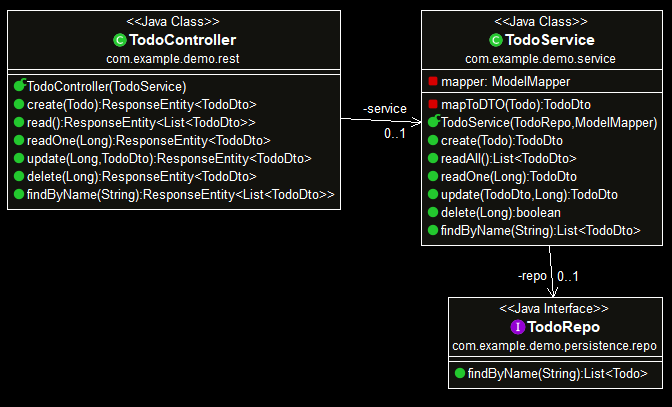 <<Java Class>>
C TodoController
com.example.demo.rest
TodoController(TodoService)
create(Todo):ResponseEntity<TodoDto>
read():ResponseEntity<List<TodoDto>>
readOne(Long):ResponseEntity<TodoDto>
update(Long,TodoDto):ResponseEntity<TodoDto>
delete(Long):ResponseEntity<TodoDto>
findByName(String):ResponseEntity<List<TodoDto>>
-service
0..1
<<Java Class>>
C TodoService
com.example.demo.service
mapper: ModelMapper
mapToDTO(Todo):TodoDto
TodoService(TodoRepo,ModelMapper)
create(Todo):TodoDto
readAll():List<TodoDto>
readOne(Long):TodoDto
update(TodoDto,Long):TodoDto
delete(Long):boolean
findByName(String):List<TodoDto>
-repo 0..1
<<Java Interface>>
I TodoRepo
com.example.demo.persistence.repo
findByName(String):List<Todo>